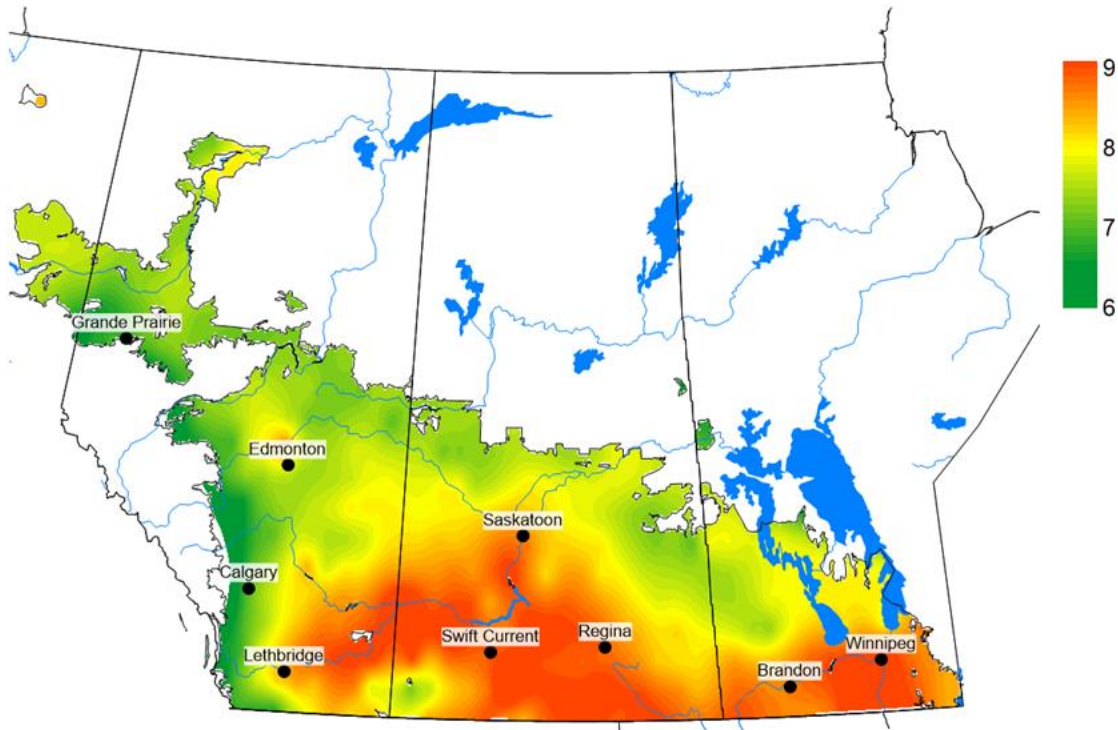 9
8
7
6
Grande Prairie
Edmonton
Saskatoon
Calgary
Swift Current
Regina
Winnipeg
Lethbridge
Brandon